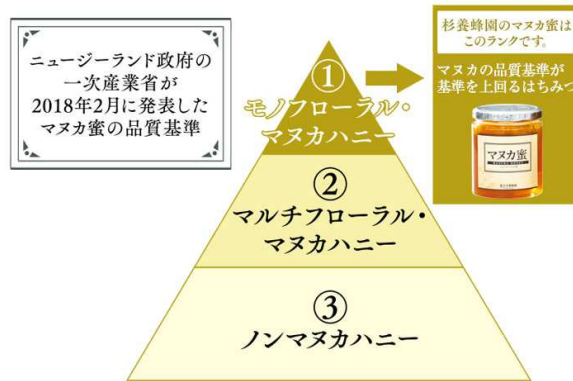 ニュージーランド政府の
一次産業省が
2018年2月に発表した
マヌカ蜜の品質基準
①
モノフローラル・
マヌカハニー
杉養蜂園のマヌカ蜜は
このランクです。
マヌカの品質基準が
基準を上回るはちみつ
マヌカ蜜
②
マルチフローラル・
マヌカハニー
③
ノンマヌカハニー